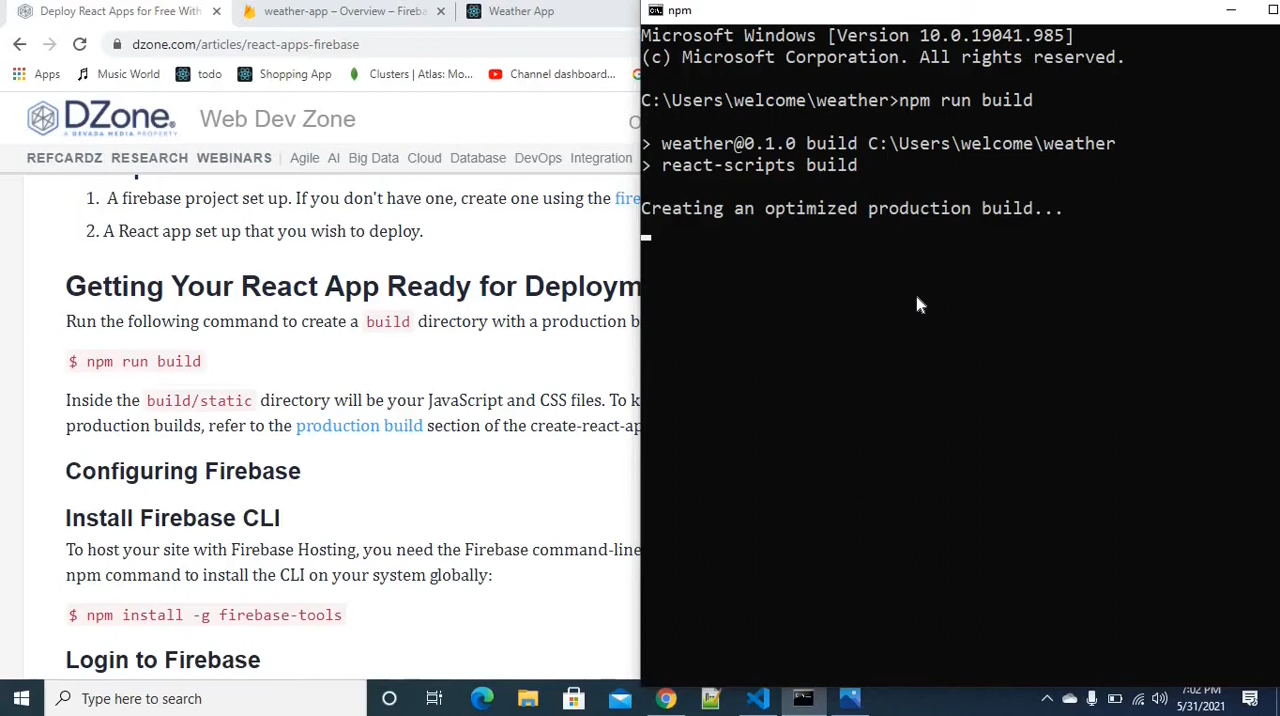 Deploy React Apps for Free With
weather-app – Overview – Fireba
Weather App
dzone.com/articles/react-apps-firebase
Apps
Music World
todo
Shopping App
Clusters | Atlas: Mo...
Channel dashboard...
DZone.
A DEVADA MEDIA PROPERTY
Web Dev Zone
REFCARDZ RESEARCH WEBINARS
Agile AI Big Data Cloud Database DevOps Integration
1. A firebase project set up. If you don't have one, create one using the fire
2. A React app set up that you wish to deploy.
Getting Your React App Ready for Deploym
Run the following command to create a build directory with a production b
$ npm run build
Inside the build/static directory will be your JavaScript and CSS files. To k
production builds, refer to the production build section of the create-react-ap
Configuring Firebase
Install Firebase CLI
To host your site with Firebase Hosting, you need the Firebase command-line
npm command to install the CLI on your system globally:
$ npm install -g firebase-tools
Login to Firebase
npm
Microsoft Windows [Version 10.0.19041.985]
(c) Microsoft Corporation. All rights reserved.
C:\Users\welcome\weather>npm run build
> weather@0.1.0 build C:\Users\welcome\weather
> react-scripts build
Creating an optimized production build...
Type here to search
7:02 PM
5/31/2021